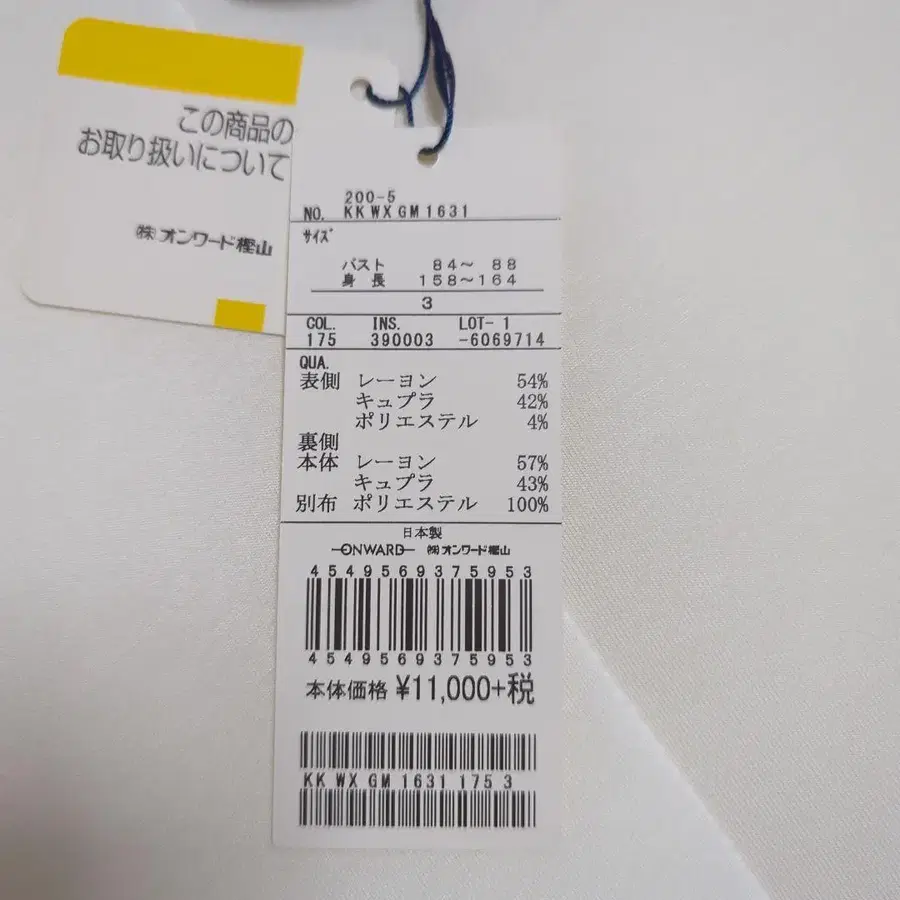 この商品の
お取り扱いについて
㈱オンワード樫山
200-5
NO. KK WX GM 1631
サイズ
バスト 84～ 88
身 長 158～164
3
COL. INS. LOT- 1
175 390003 -6069714
QUA.
表側 レーヨン 54%
キュプラ 42%
ポリエステル 4%
裏側
本体 レーヨン 57%
キュプラ 43%
別布 ポリエステル 100%
日本製
ONWARD ㈱オンワード樫山
4549569375953
4549569375953
本体価格 ¥11,000+税
KK WX GM 1631 175 3